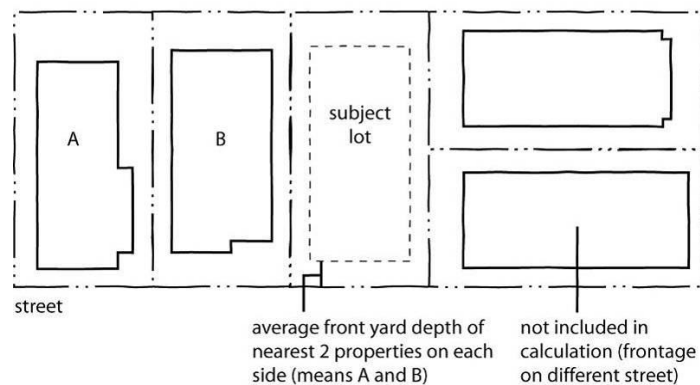 A
B
subject
lot
street
average front yard depth of
nearest 2 properties on each
side (means A and B)
not included in
calculation (frontage
on different street)